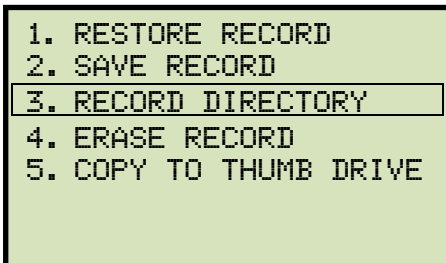 1. RESTORE RECORD
2. SAVE RECORD
3. RECORD DIRECTORY
4. ERASE RECORD
5. COPY TO THUMB DRIVE